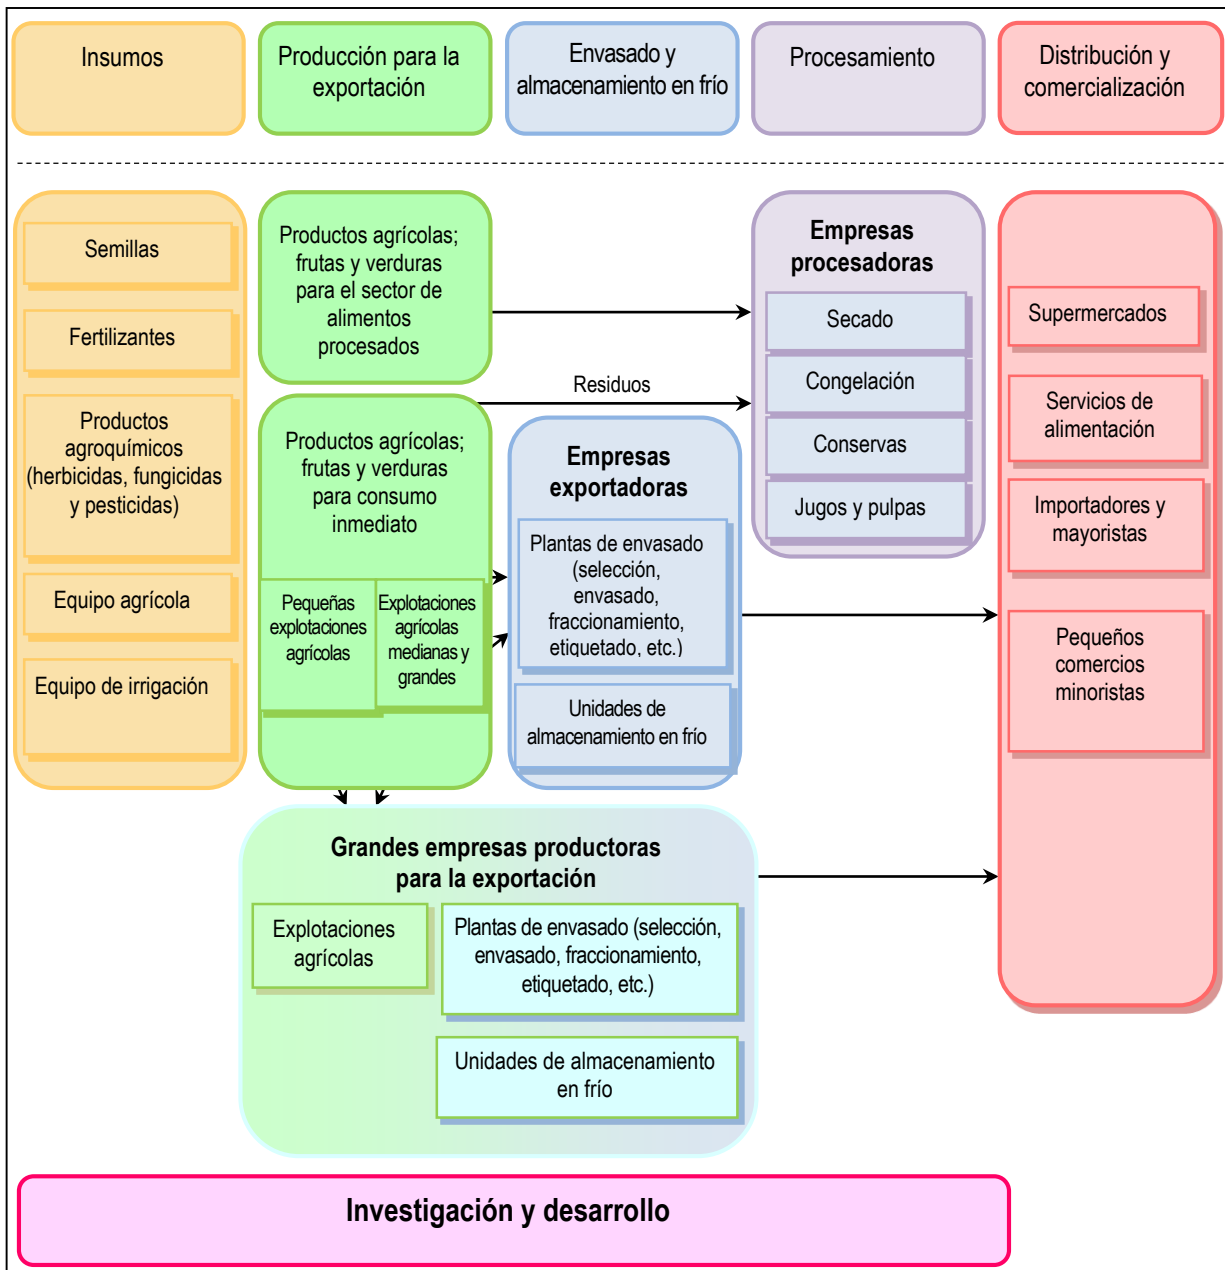 Insumos
Producción para la
exportación
Envasado y
almacenamiento en frío
Procesamiento
Distribución y
comercialización
Semillas
Fertilizantes
Productos
agroquímicos
(herbicidas, fungicidas
y pesticidas)
Equipo agrícola
Equipo de irrigación
Productos agrícolas;
frutas y verduras
para el sector de
alimentos
procesados
Residuos
Productos agrícolas;
frutas y verduras
para consumo
inmediato
Pequeñas
explotaciones
agrícolas
Explotaciones
agrícolas
medianas y
grandes
Empresas
exportadoras
Plantas de envasado
(selección,
envasado,
fraccionamiento,
etiquetado, etc.)
Unidades de
almacenamiento en frío
Empresas
procesadoras
Secado
Congelación
Conservas
Jugos y pulpas
Supermercados
Servicios de
alimentación
Importadores y
mayoristas
Pequeños
comercios
minoristas
Grandes empresas productoras
para la exportación
Explotaciones
agrícolas
Plantas de envasado (selección,
envasado, fraccionamiento,
etiquetado, etc.)
Unidades de almacenamiento
en frío
Investigación y desarrollo